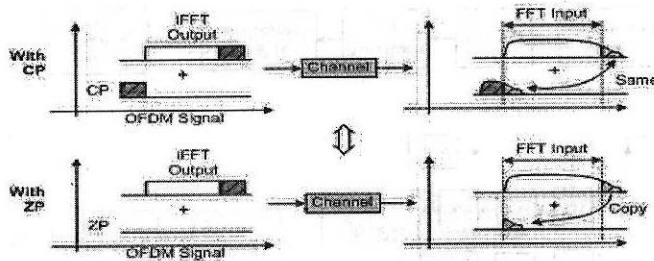 IFFT
Output
FFT Input
With
CP
+
Channel
+
CP
Same
OFDM Signal
IFFT
Output
FFT Input
With
ZP
+
Channel
+
Copy
ZP
OFDM Signal